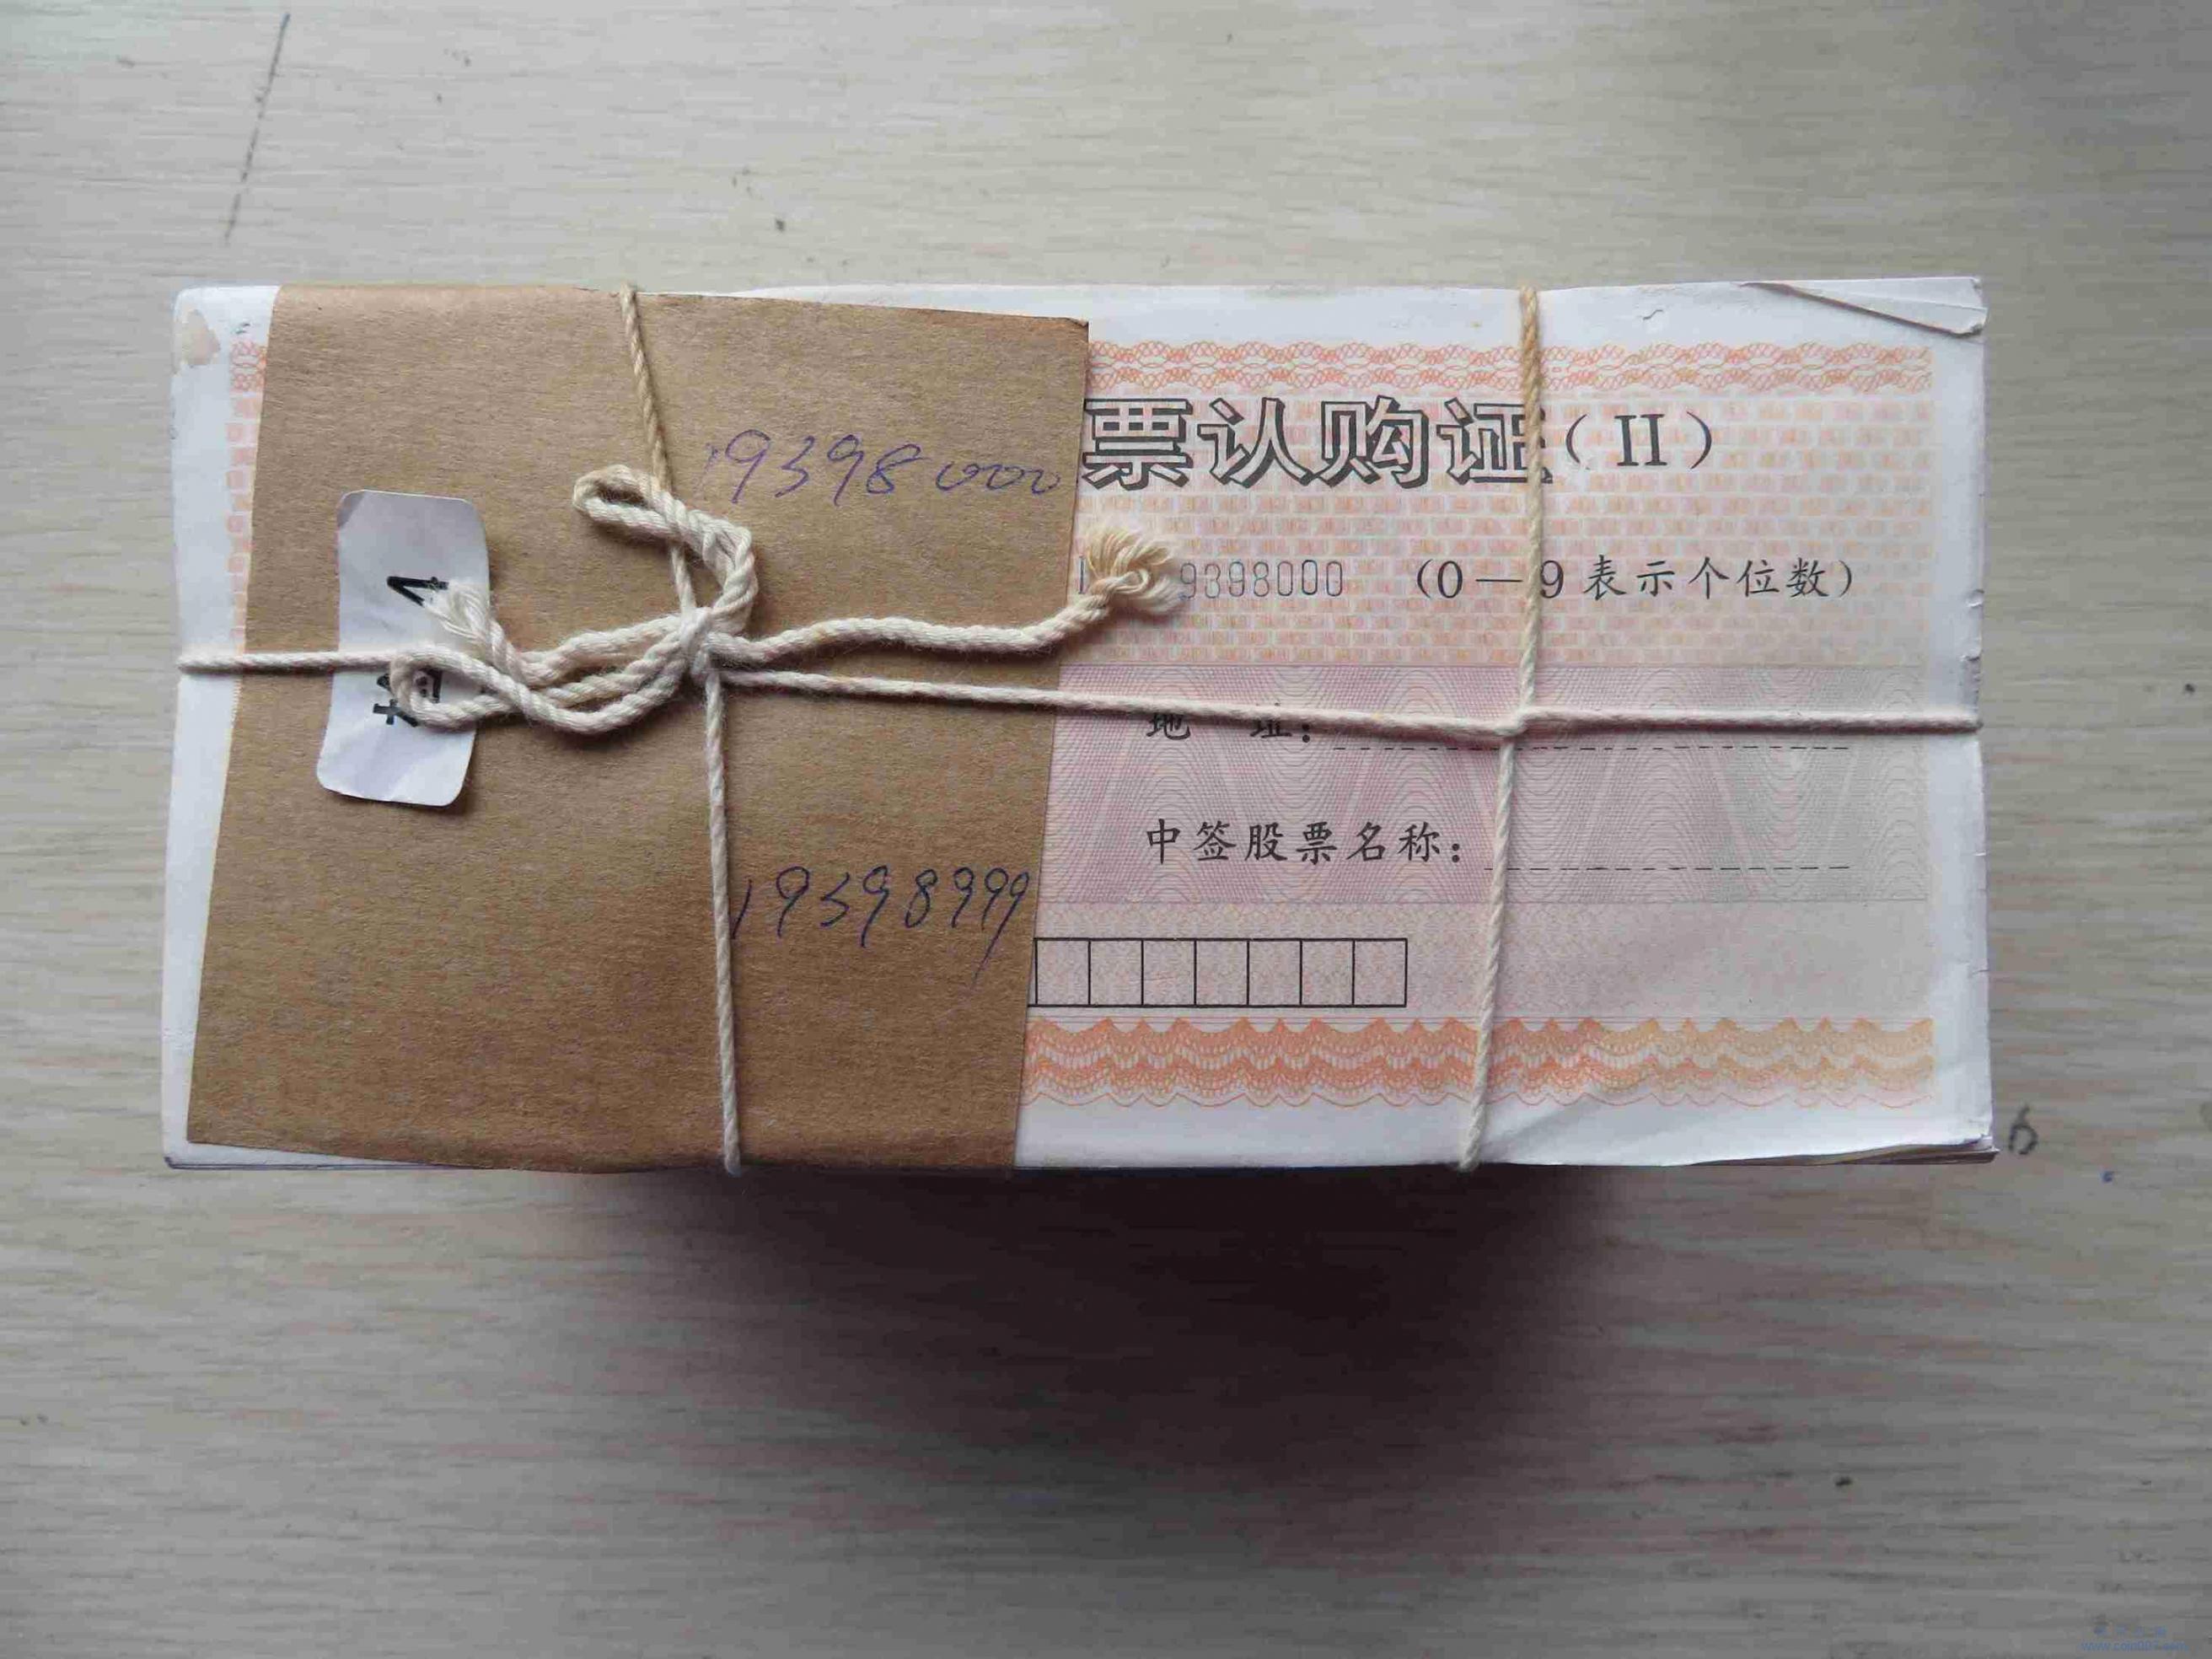 19398000
票认购证（II）
9398000 （0—9表示个位数）
地 址：
中签股票名称：
19398999